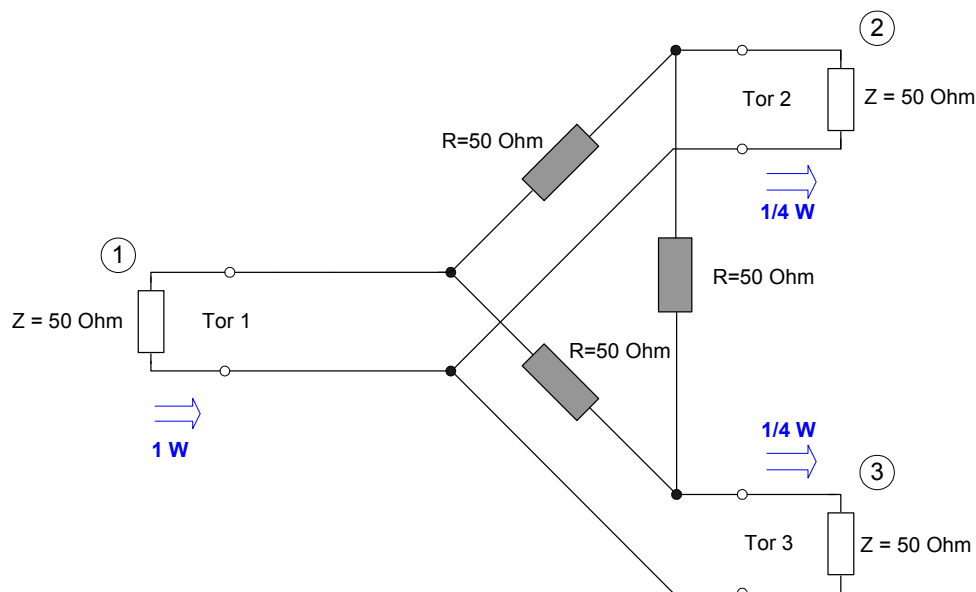 2
R=50 Ohm
Tor 2
Z = 50 Ohm
1/4 W
1
R=50 Ohm
Z = 50 Ohm
Tor 1
R=50 Ohm
1/4 W
1 W
3
Tor 3
Z = 50 Ohm